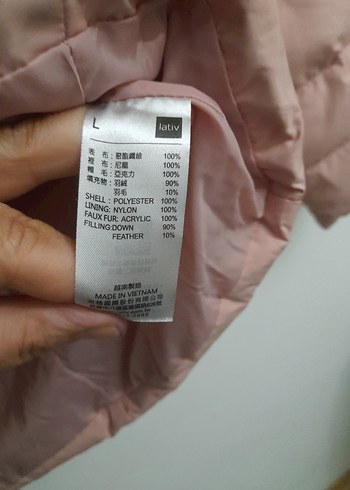 L
lativ
表 布：聚酯纖維 100%
裡 布：尼龍 100%
帽 毛：亞克力 100%
填充物：羽絨 90%
羽毛 10%
SHELL : POLYESTER 100%
LINING: NYLON 100%
FAUX FUR: ACRYLIC 100%
FILLING:DOWN 90%
FEATHER 10%
越南製造
MADE IN VIETNAM